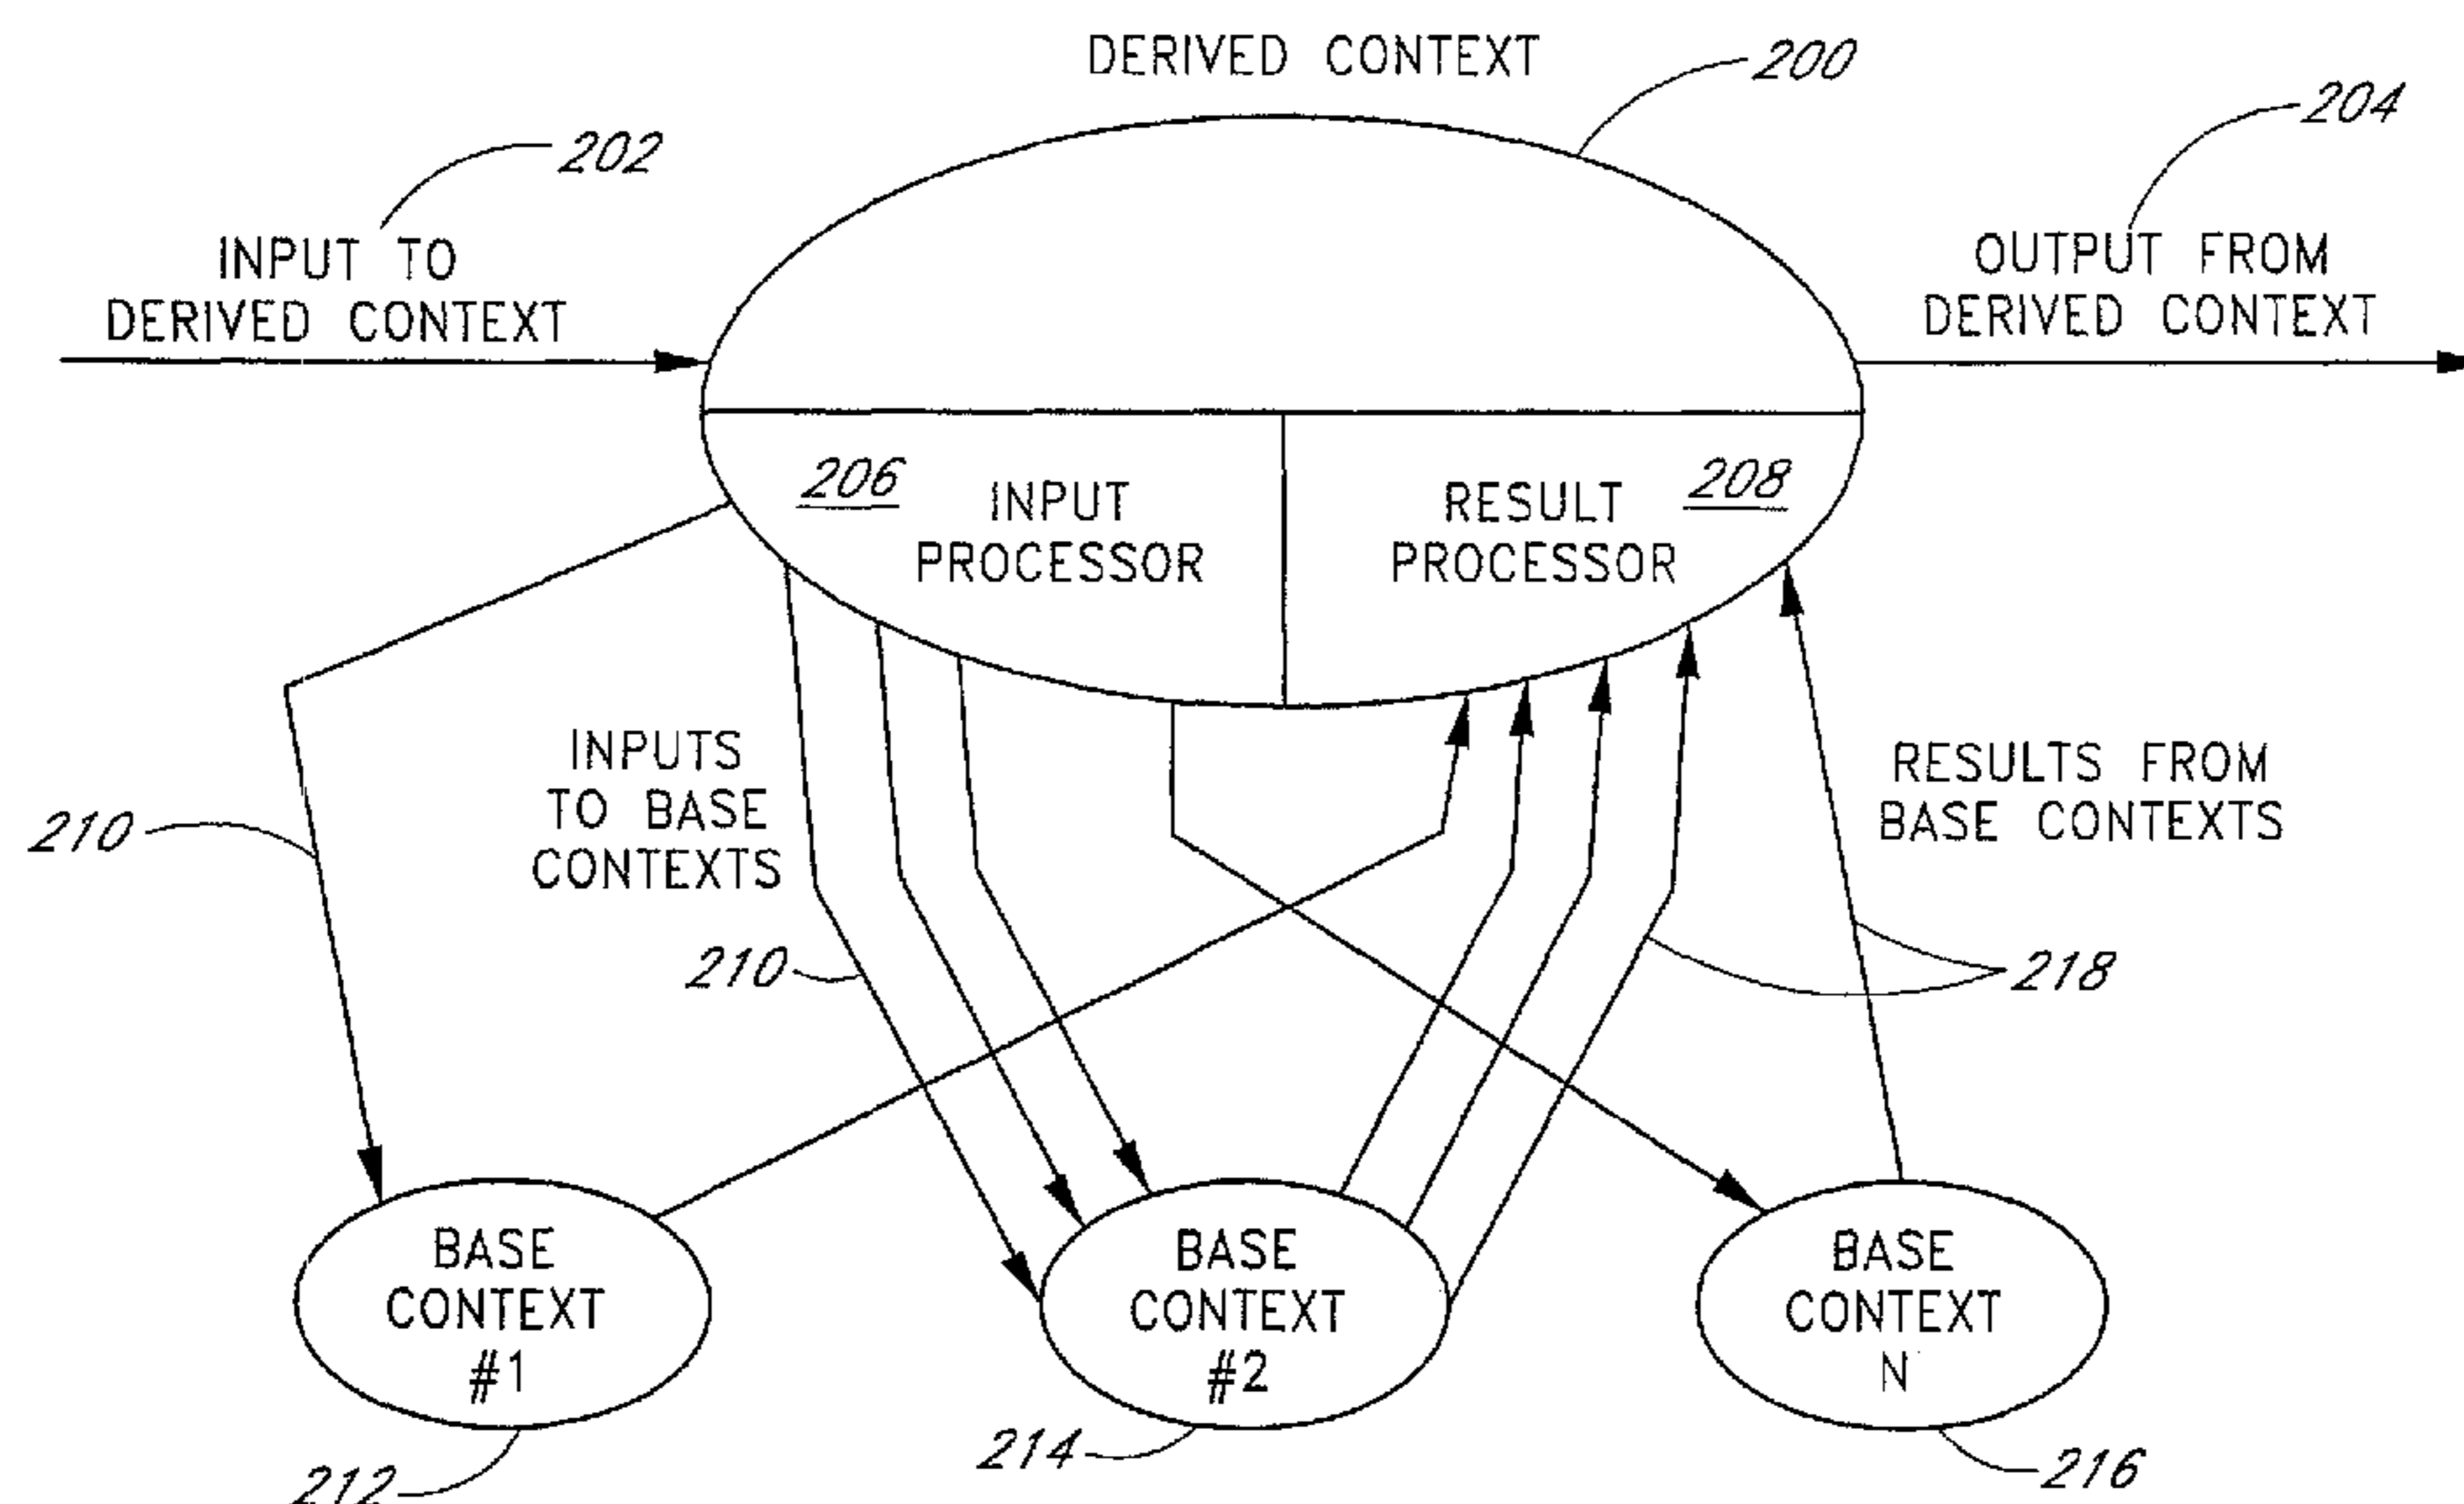 DERIVED CONTEXT
200
204
202
INPUT TO
DERIVED CONTEXT
OUTPUT FROM
DERIVED CONTEXT
206
INPUT
PROCESSOR
RESULT
PROCESSOR
208
INPUTS
TO BASE
CONTEXTS
RESULTS FROM
BASE CONTEXTS
210
210
218
BASE
CONTEXT
#1
BASE
CONTEXT
#2
BASE
CONTEXT
N
212
214
216